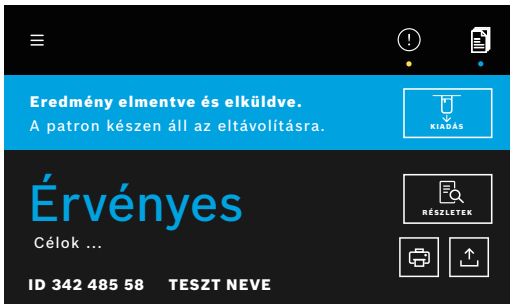 Eredmény elmentve és elküldve.
A patron készen áll az eltávolításra.
KIADÁS
Érvényes
Célok ...
RÉSZLETEK
ID 342 485 58 TESZT NEVE